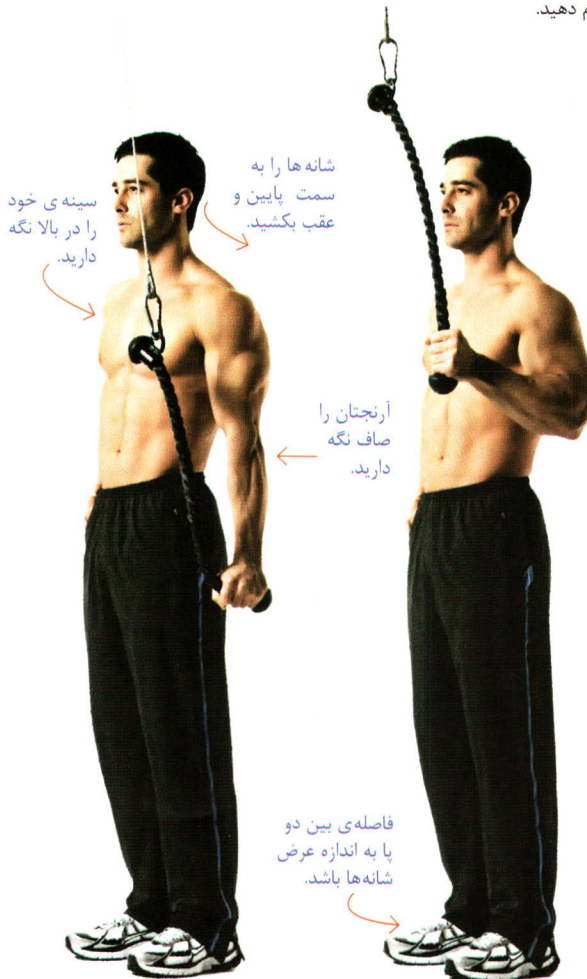 م دهید.
شانه ها را به
سمت پایین و
عقب بکشید.
سینه ی خود
را در بالا نگه
دارید.
آرنجتان را
صاف نگه
دارید.
فاصله‌ی بین دو
پا به اندازه عرض
شانه‌ها باشد.